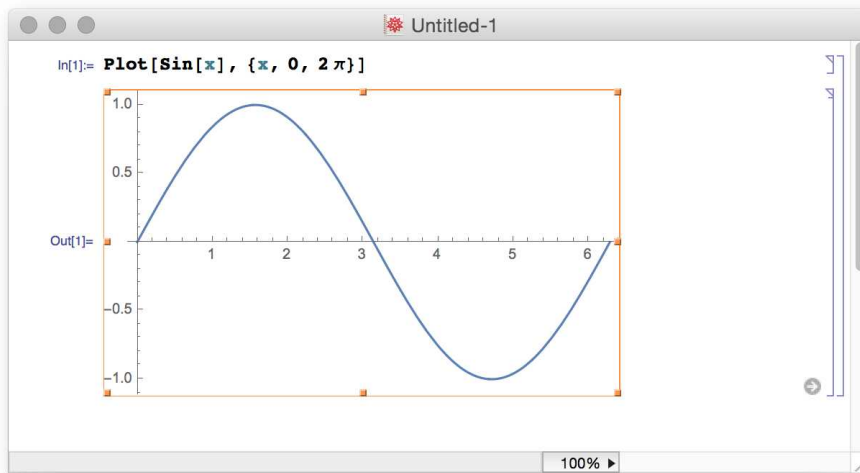 Untitled-1
In[1]:= Plot[Sin[x], {x, 0, 2 π}]
1.0
0.5
Out[1]=
1 2 3 4 5 6
-0.5
-1.0
100%